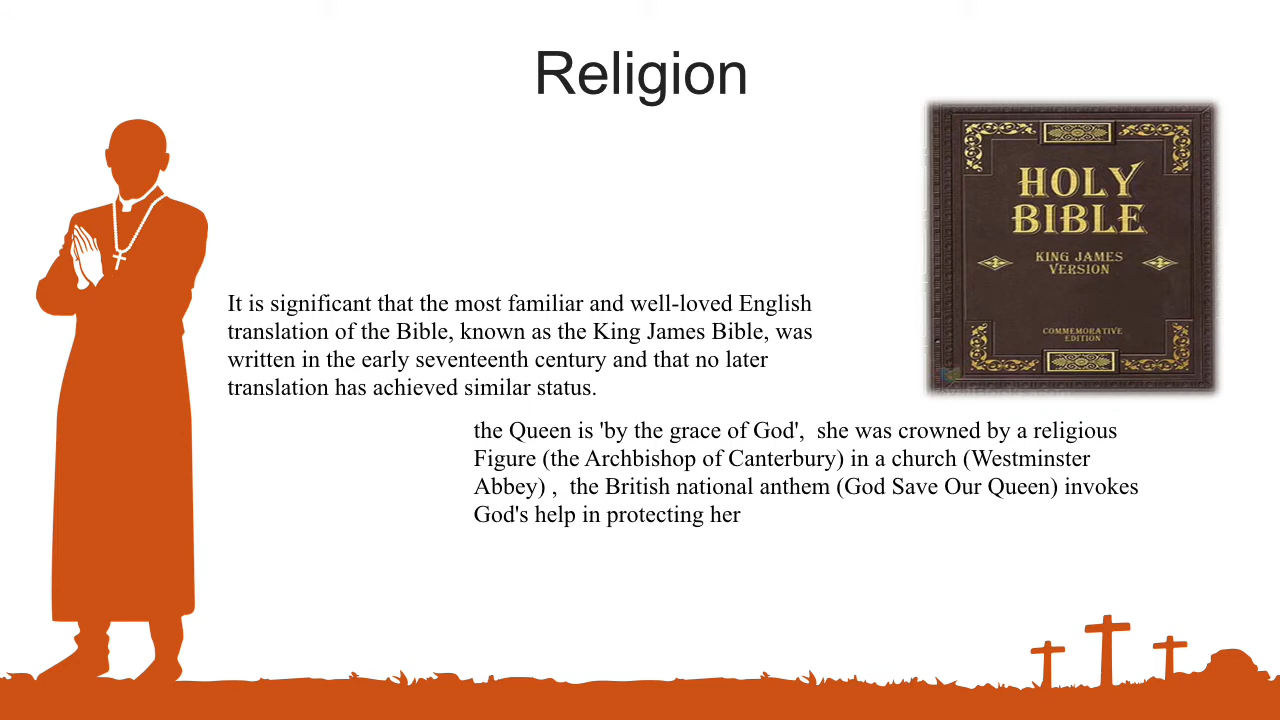 Religion
HOLY
BIBLE
KING JAMES
VERSION
COMMEMORATIVE
EDITION
It is significant that the most familiar and well-loved English
translation of the Bible, known as the King James Bible, was
written in the early seventeenth century and that no later
translation has achieved similar status.
the Queen is 'by the grace of God',  she was crowned by a religious
Figure (the Archbishop of Canterbury) in a church (Westminster
Abbey) ,  the British national anthem (God Save Our Queen) invokes
God's help in protecting her